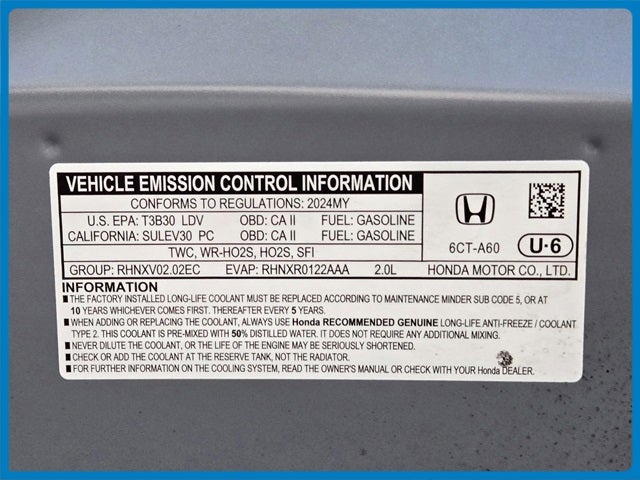 VEHICLE EMISSION CONTROL INFORMATION
CONFORMS TO REGULATIONS: 2024MY
U.S. EPA: T3B30 LDV OBD: CA II FUEL: GASOLINE
CALIFORNIA: SULEV30 PC OBD: CA II FUEL: GASOLINE
TWC, WR-HO2S, HO2S, SFI
GROUP: RHNXV02.02EC EVAP: RHNXR0122AAA 2.0L
6CT-A60 U·6
HONDA MOTOR CO., LTD.
INFORMATION
■ THE FACTORY INSTALLED LONG-LIFE COOLANT MUST BE REPLACED ACCORDING TO MAINTENANCE MINDER SUB CODE 5, OR AT
10 YEARS WHICHEVER COMES FIRST. THEREAFTER EVERY 5 YEARS.
■ WHEN ADDING OR REPLACING THE COOLANT, ALWAYS USE Honda RECOMMENDED GENUINE LONG-LIFE ANTI-FREEZE / COOLANT
TYPE 2. THIS COOLANT IS PRE-MIXED WITH 50% DISTILLED WATER. IT DOES NOT REQUIRE ANY ADDITIONAL MIXING.
■ NEVER USE NEW WATER ALONE AS A COOLANT, OR THE LIFE OF THE ENGINE MAY BE SERIOUSLY SHORTENED.
■ CHECK OR ADD THE COOLANT AT THE RESERVE TANK, NOT THE RADIATOR.
■ FOR FURTHER INFORMATION ON THE COOLING SYSTEM, READ THE OWNER'S MANUAL OR CHECK WITH YOUR Honda DEALER.